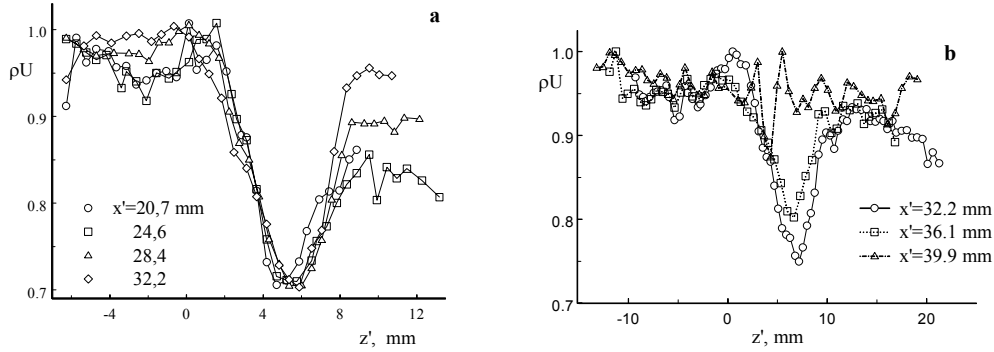 a
1.0
ρU
0.9
0.8
0.7
x'=20,7 mm
24,6
28,4
32,2
-4
0
4
8
12
z', mm
b
1.0
ρU
0.9
0.8
0.7
x'=32.2 mm
x'=36.1 mm
x'=39.9 mm
-10
0
10
20
z', mm